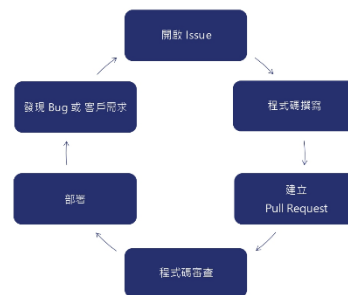 開啟 Issue
程式碼撰寫
建立
Pull Request
程式碼審查
部署
發現 Bug 或 客戶需求